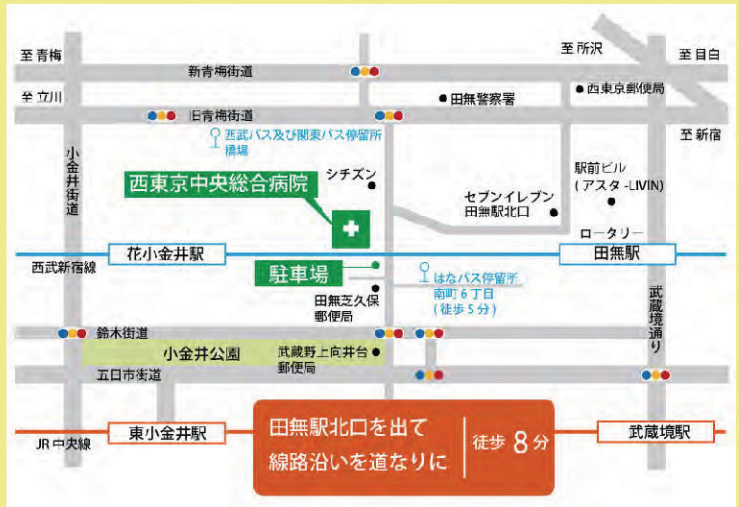 至 青梅
新青梅街道
至 所沢
至 目白
至 立川
旧青梅街道
田無警察署
西東京郵便局
至 新宿
西武バス及び関東バス停留所
橋場
小金井街道
西東京中央総合病院
シチズン
セブンイレブン
田無駅北口
駅前ビル
( アスタ -LIVIN)
ロータリー
花小金井駅
田無駅
西武新宿線
駐車場
はなバス停留所
南町 6 丁目
( 徒歩 5 分 )
田無芝久保
郵便局
武蔵境通り
鈴木街道
小金井公園
武蔵野上向井台
郵便局
五日市街道
東小金井駅
田無駅北口を出て
線路沿いを道なりに
徒歩 8 分
武蔵境駅
JR 中央線